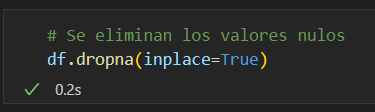 # Se eliminan los valores nulos
df.dropna(inplace=True)
0.2s